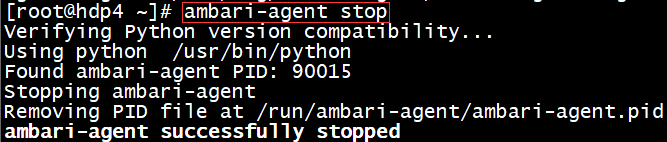 [root@hdp4 ~]# ambari-agent stop
Verifying Python version compatibility...
Using python  /usr/bin/python
Found ambari-agent PID: 90015
Stopping ambari-agent
Removing PID file at /run/ambari-agent/ambari-agent.pid
ambari-agent successfully stopped